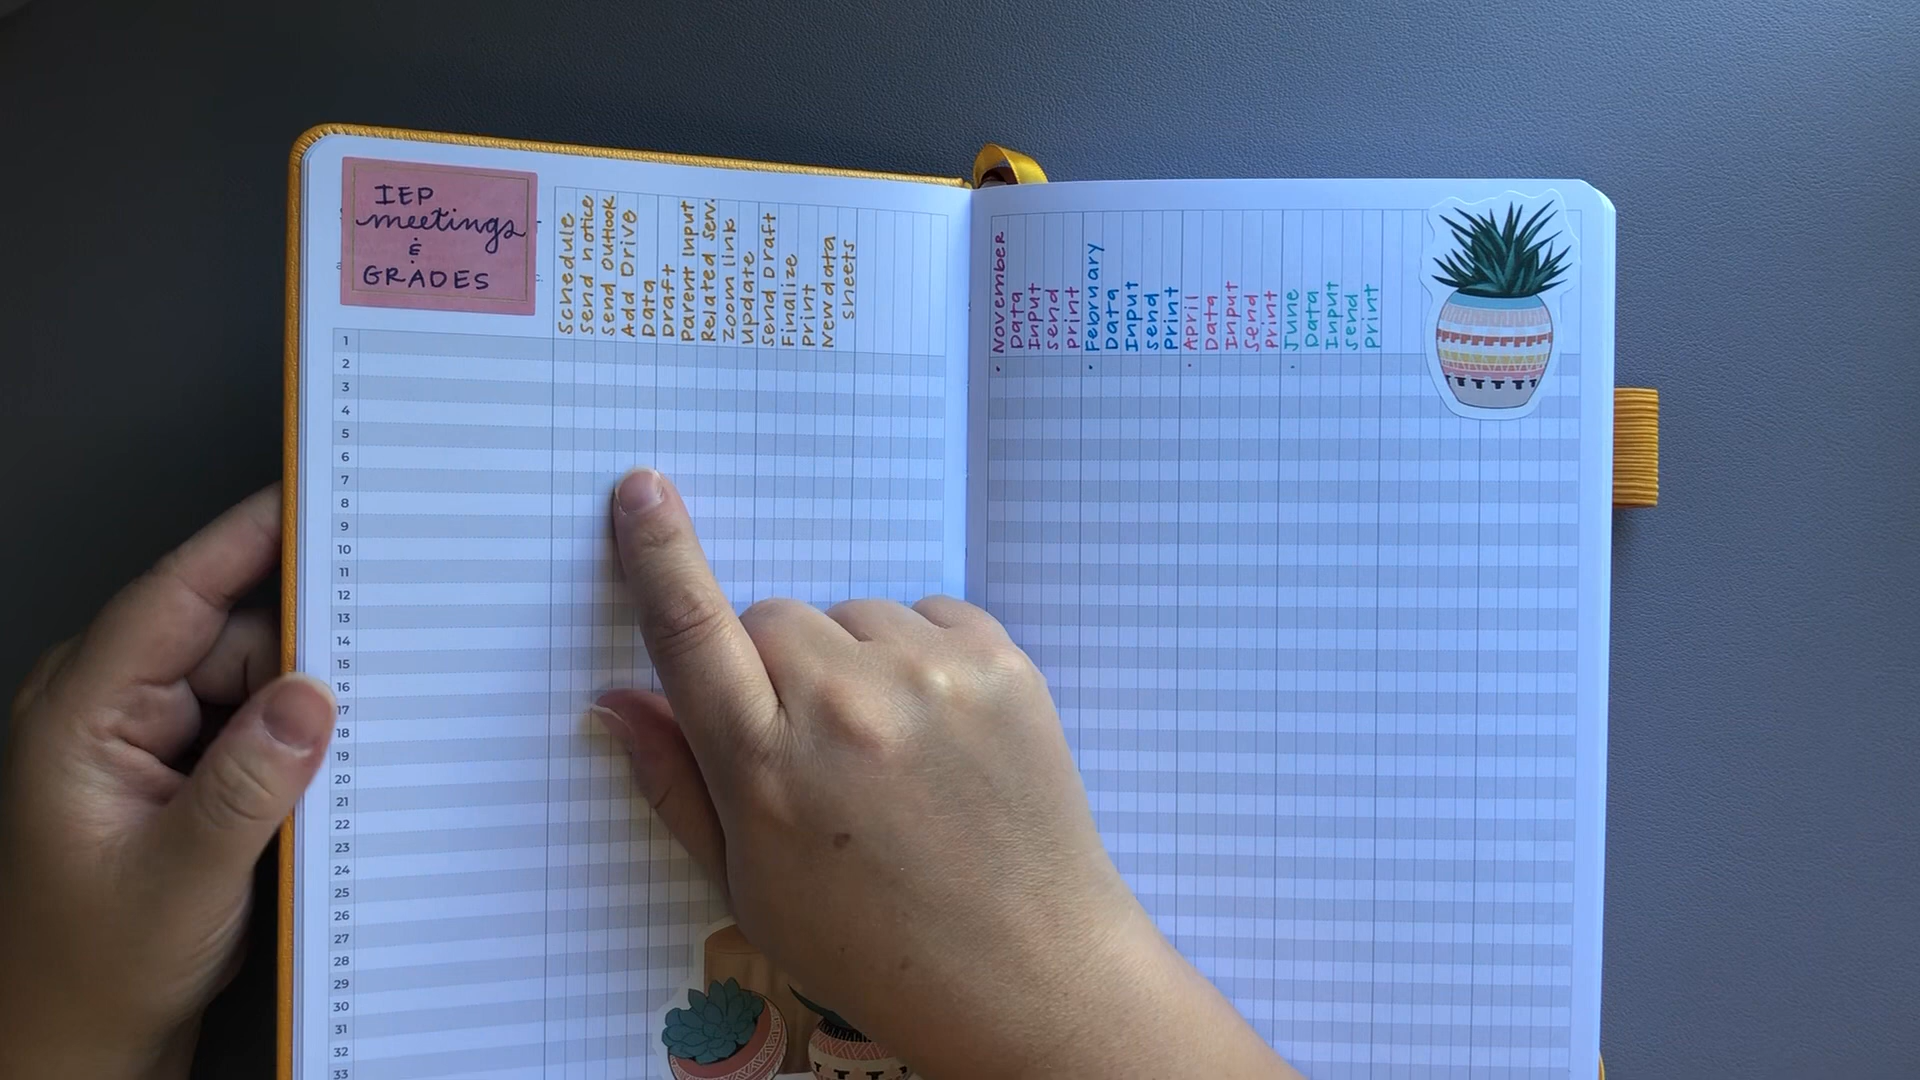 IEP
meetings
&
GRADES
Schedule
Send notice
Send outlook
Add Drive
Data
Draft
Parent Input
Related serv.
Zoom link
update
Send Draft
Finalize
Print
New data
sheets
• November
Data
Input
Send
Print
• February
Data
Input
Send
Print
• April
Data
Input
Send
Print
• June
Data
Input
Send
Print
1
2
3
4
5
6
7
8
9
10
11
12
13
14
15
16
17
18
19
20
21
22
23
24
25
26
27
28
29
30
31
32
33